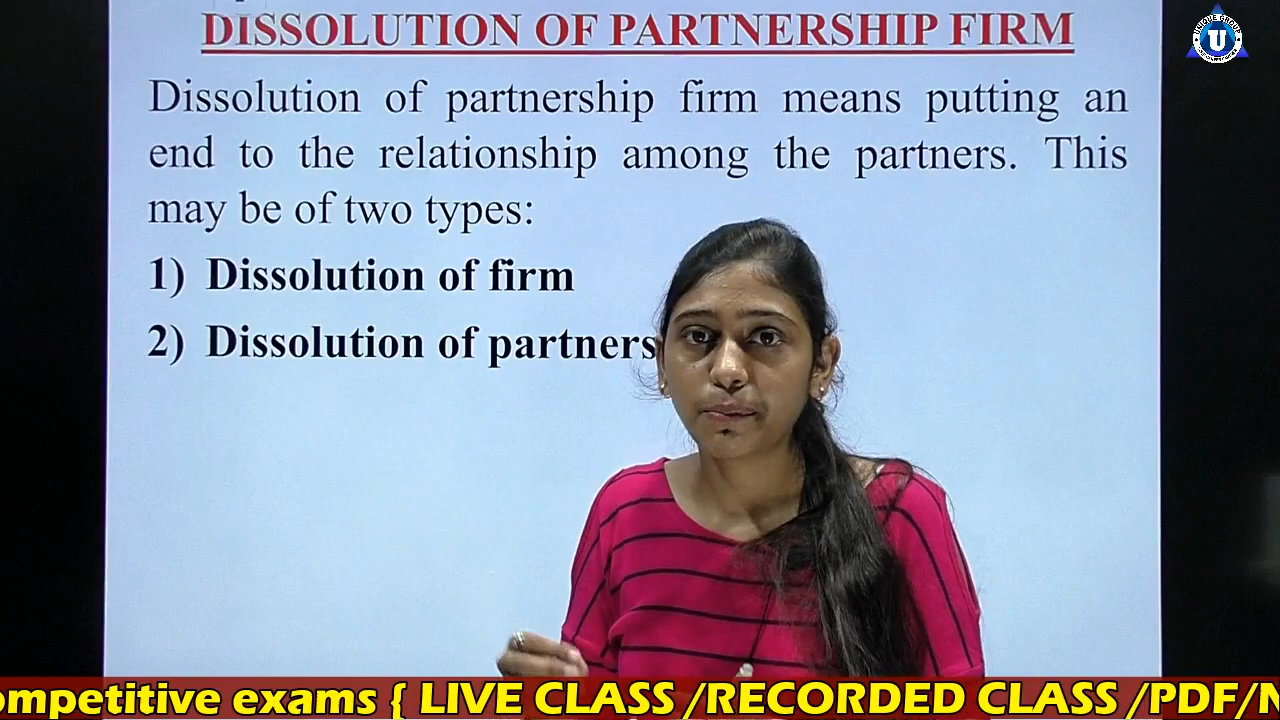 DISSOLUTION OF PARTNERSHIP FIRM
Dissolution of partnership firm means putting an
end to the relationship among the partners. This
may be of two types:
1) Dissolution of firm
2) Dissolution of partners
UNIQUE GROUP
U
ompetitive exams { LIVE CLASS /RECORDED CLASS /PDF/N